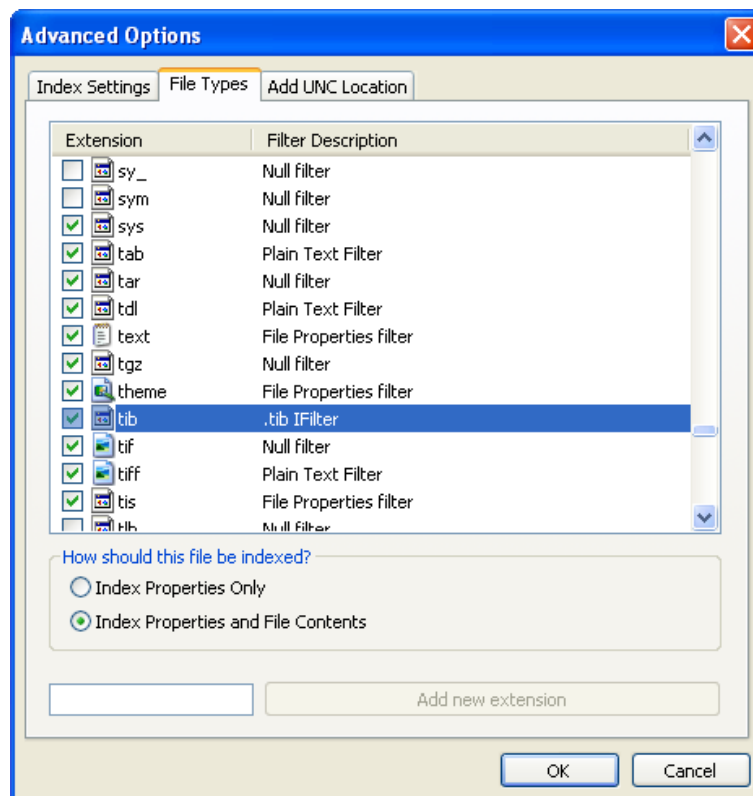 Advanced Options
Index Settings File Types Add UNC Location
Extension Filter Description
sy_ Null filter
sym Null filter
sys Null filter
tab Plain Text Filter
tar Null filter
tdl Plain Text Filter
text File Properties filter
tgz Null filter
theme File Properties filter
tib .tib IFilter
tif Null filter
tiff Plain Text Filter
tis File Properties filter
tlb Null filter
How should this file be indexed?
Index Properties Only
Index Properties and File Contents
Add new extension
OK Cancel